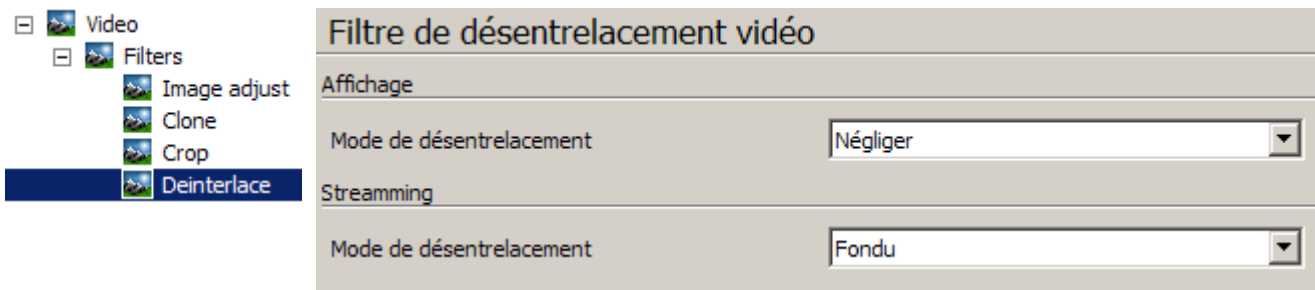 Video
Filters
Image adjust
Clone
Crop
Deinterlace
Filtre de désentrelacement vidéo
Affichage
Mode de désentrelacement Négliger
Streamming
Mode de désentrelacement Fondu